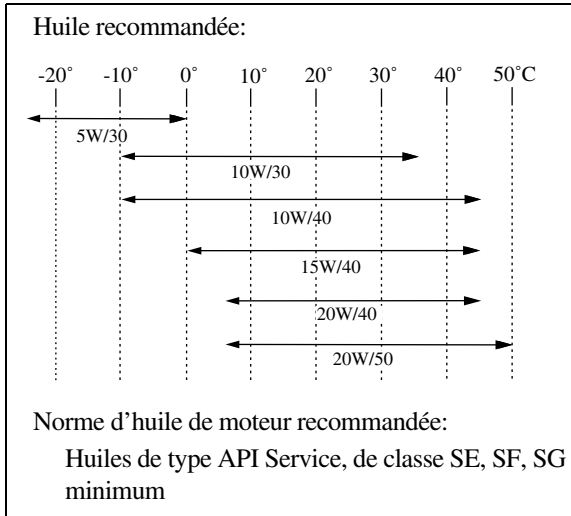 Huile recommandée:
-20˚ -10˚ 0˚ 10˚ 20˚ 30˚ 40˚ 50˚C
5W/30
10W/30
10W/40
15W/40
20W/40
20W/50
Norme d’huile de moteur recommandée:
Huiles de type API Service, de classe SE, SF, SG
minimum